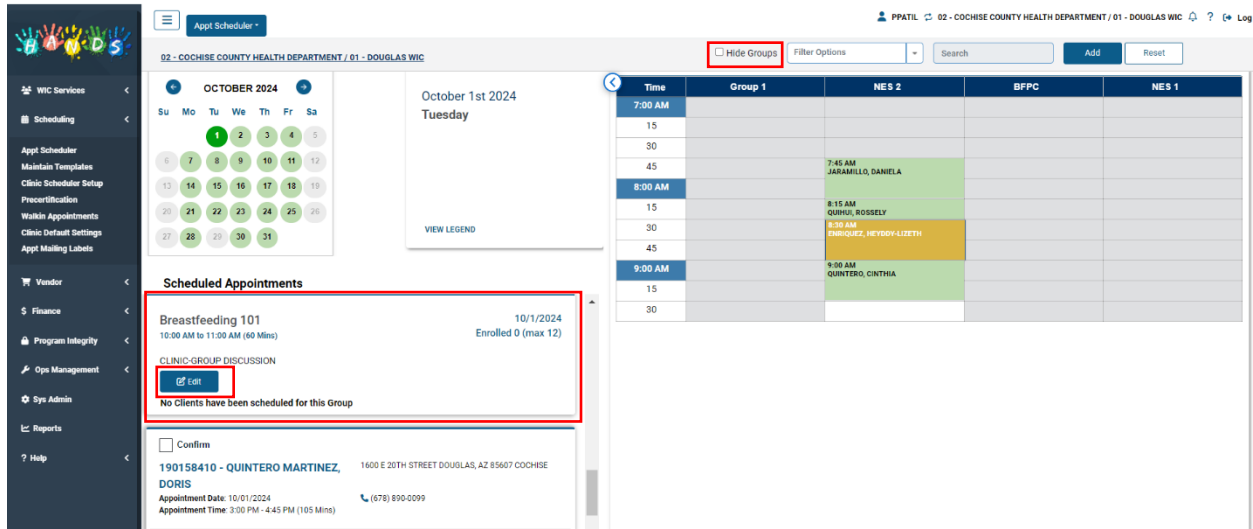 HANDS
Appt Scheduler
PPATIL 02 - COCHISE COUNTY HEALTH DEPARTMENT / 01 - DOUGLAS WIC ? Log
02 - COCHISE COUNTY HEALTH DEPARTMENT / 01 - DOUGLAS WIC
Hide Groups Filter Options Search Add Reset
WIC Services
Scheduling
Appt Scheduler
Maintain Templates
Clinic Scheduler Setup
Precertification
Walkin Appointments
Clinic Default Settings
Appt Mailing Labels
Vendor
$ Finance
Program Integrity
Ops Management
Sys Admin
Reports
? Help
OCTOBER 2024
Su Mo Tu We Th Fr Sa
1 2 3 4 5
6 7 8 9 10 11 12
13 14 15 16 17 18 19
20 21 22 23 24 25 26
27 28 29 30 31
October 1st 2024
Tuesday
VIEW LEGEND
Scheduled Appointments
Breastfeeding 101 10/1/2024
10:00 AM to 11:00 AM (60 Mins) Enrolled 0 (max 12)
CLINIC-GROUP DISCUSSION
Edit
No Clients have been scheduled for this Group
Confirm
190158410 - QUINTERO MARTINEZ, 1600 E 20TH STREET DOUGLAS, AZ 85607 COCHISE
DORIS
Appointment Date: 10/01/2024 (678) 890-0099
Appointment Time: 3:00 PM - 4:45 PM (105 Mins)
Time Group 1 NES 2 BFPC NES 1
7:00 AM
15
30
45 7:45 AM
JARAMILLO, DANIELA
8:00 AM
15 8:15 AM
QUIHUI, ROSSELY
30 8:30 AM
ENRIQUEZ, HEYDDY-LIZETH
45
9:00 AM 9:00 AM
QUINTERO, CINTHIA
15
30